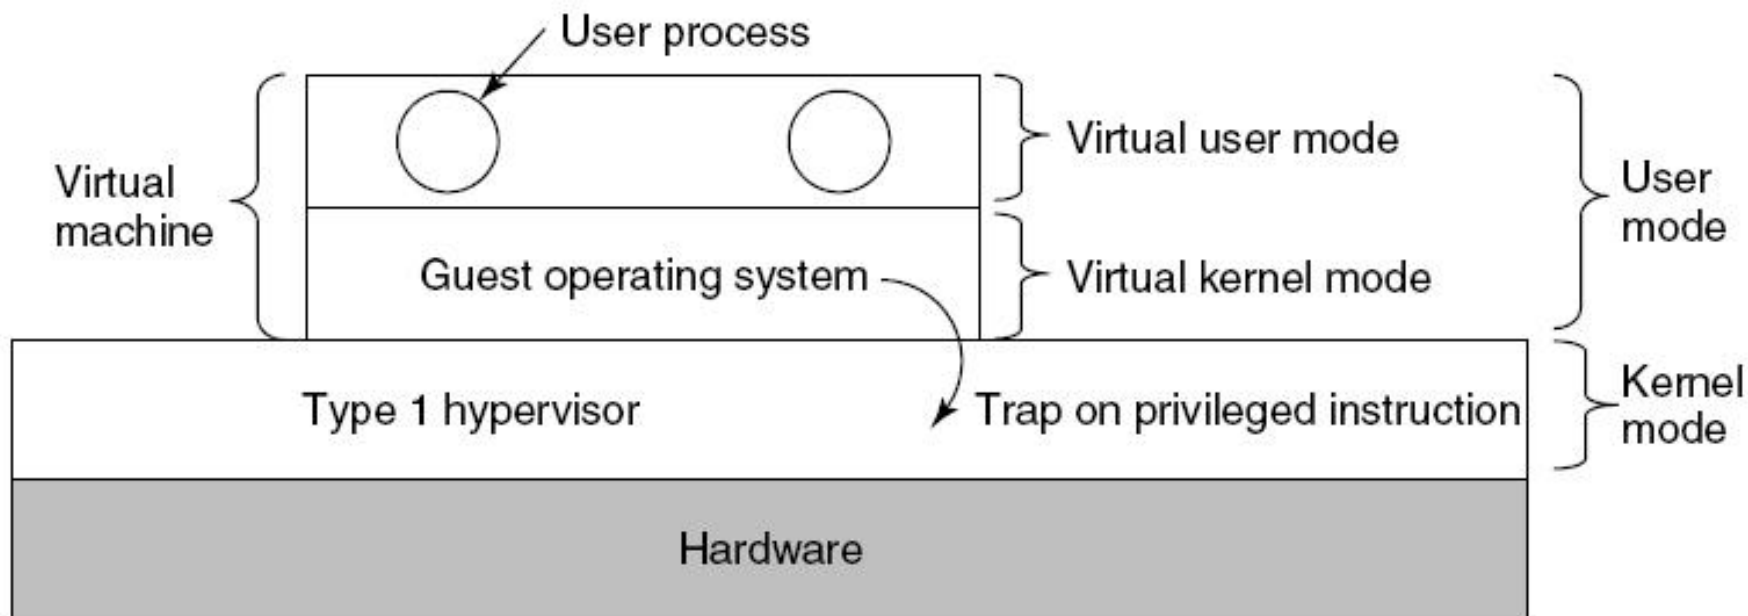 User process
Virtual user mode
Virtual
machine
User
mode
Guest operating system
Virtual kernel mode
Type 1 hypervisor
Trap on privileged instruction
Kernel
mode
Hardware